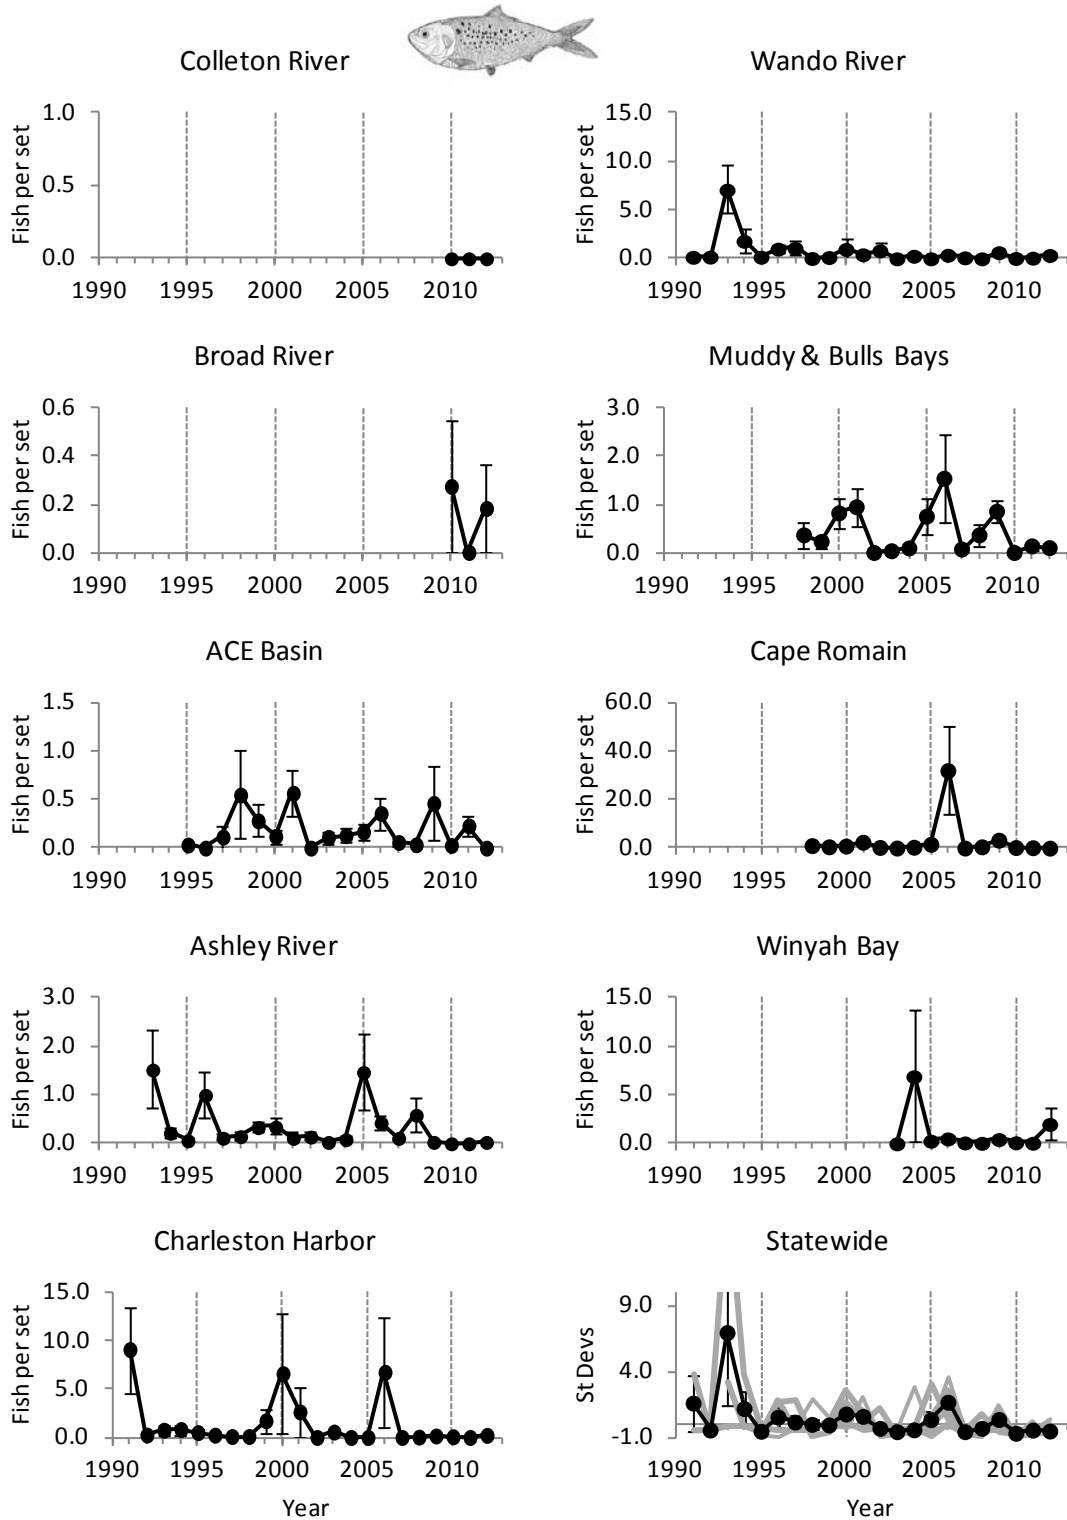 Colleton River
Fish per set
1.0
0.5
0.0
1990 1995 2000 2005 2010
Wando River
Fish per set
15.0
10.0
5.0
0.0
1990 1995 2000 2005 2010
Broad River
Fish per set
0.6
0.4
0.2
0.0
1990 1995 2000 2005 2010
Muddy & Bulls Bays
Fish per set
3.0
2.0
1.0
0.0
1990 1995 2000 2005 2010
ACE Basin
Fish per set
1.5
1.0
0.5
0.0
1990 1995 2000 2005 2010
Cape Romain
Fish per set
60.0
40.0
20.0
0.0
1990 1995 2000 2005 2010
Ashley River
Fish per set
3.0
2.0
1.0
0.0
1990 1995 2000 2005 2010
Winyah Bay
Fish per set
15.0
10.0
5.0
0.0
1990 1995 2000 2005 2010
Charleston Harbor
Fish per set
15.0
10.0
5.0
0.0
1990 1995 2000 2005 2010
Year
Statewide
St Devs
9.0
4.0
-1.0
1990 1995 2000 2005 2010
Year